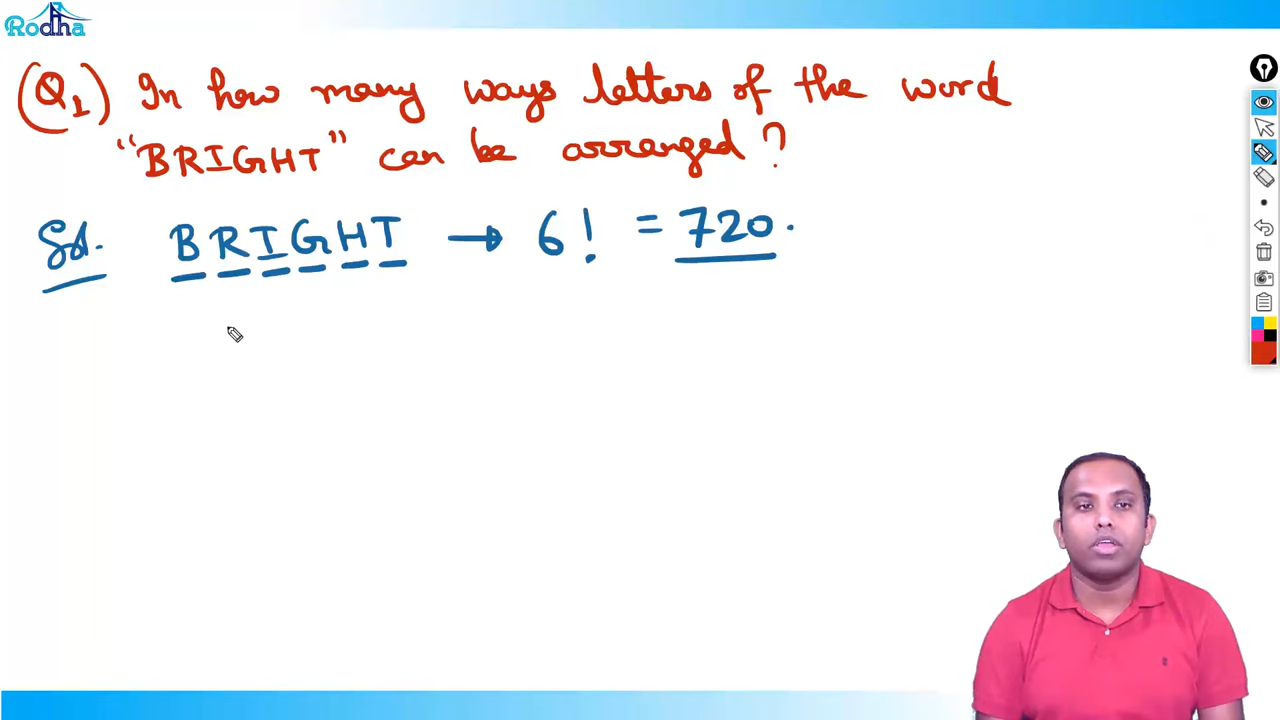 Rodha
(Q1) In how many ways letters of the word
"BRIGHT" can be arranged?
Sol. BRIGHT → 6! = 720.